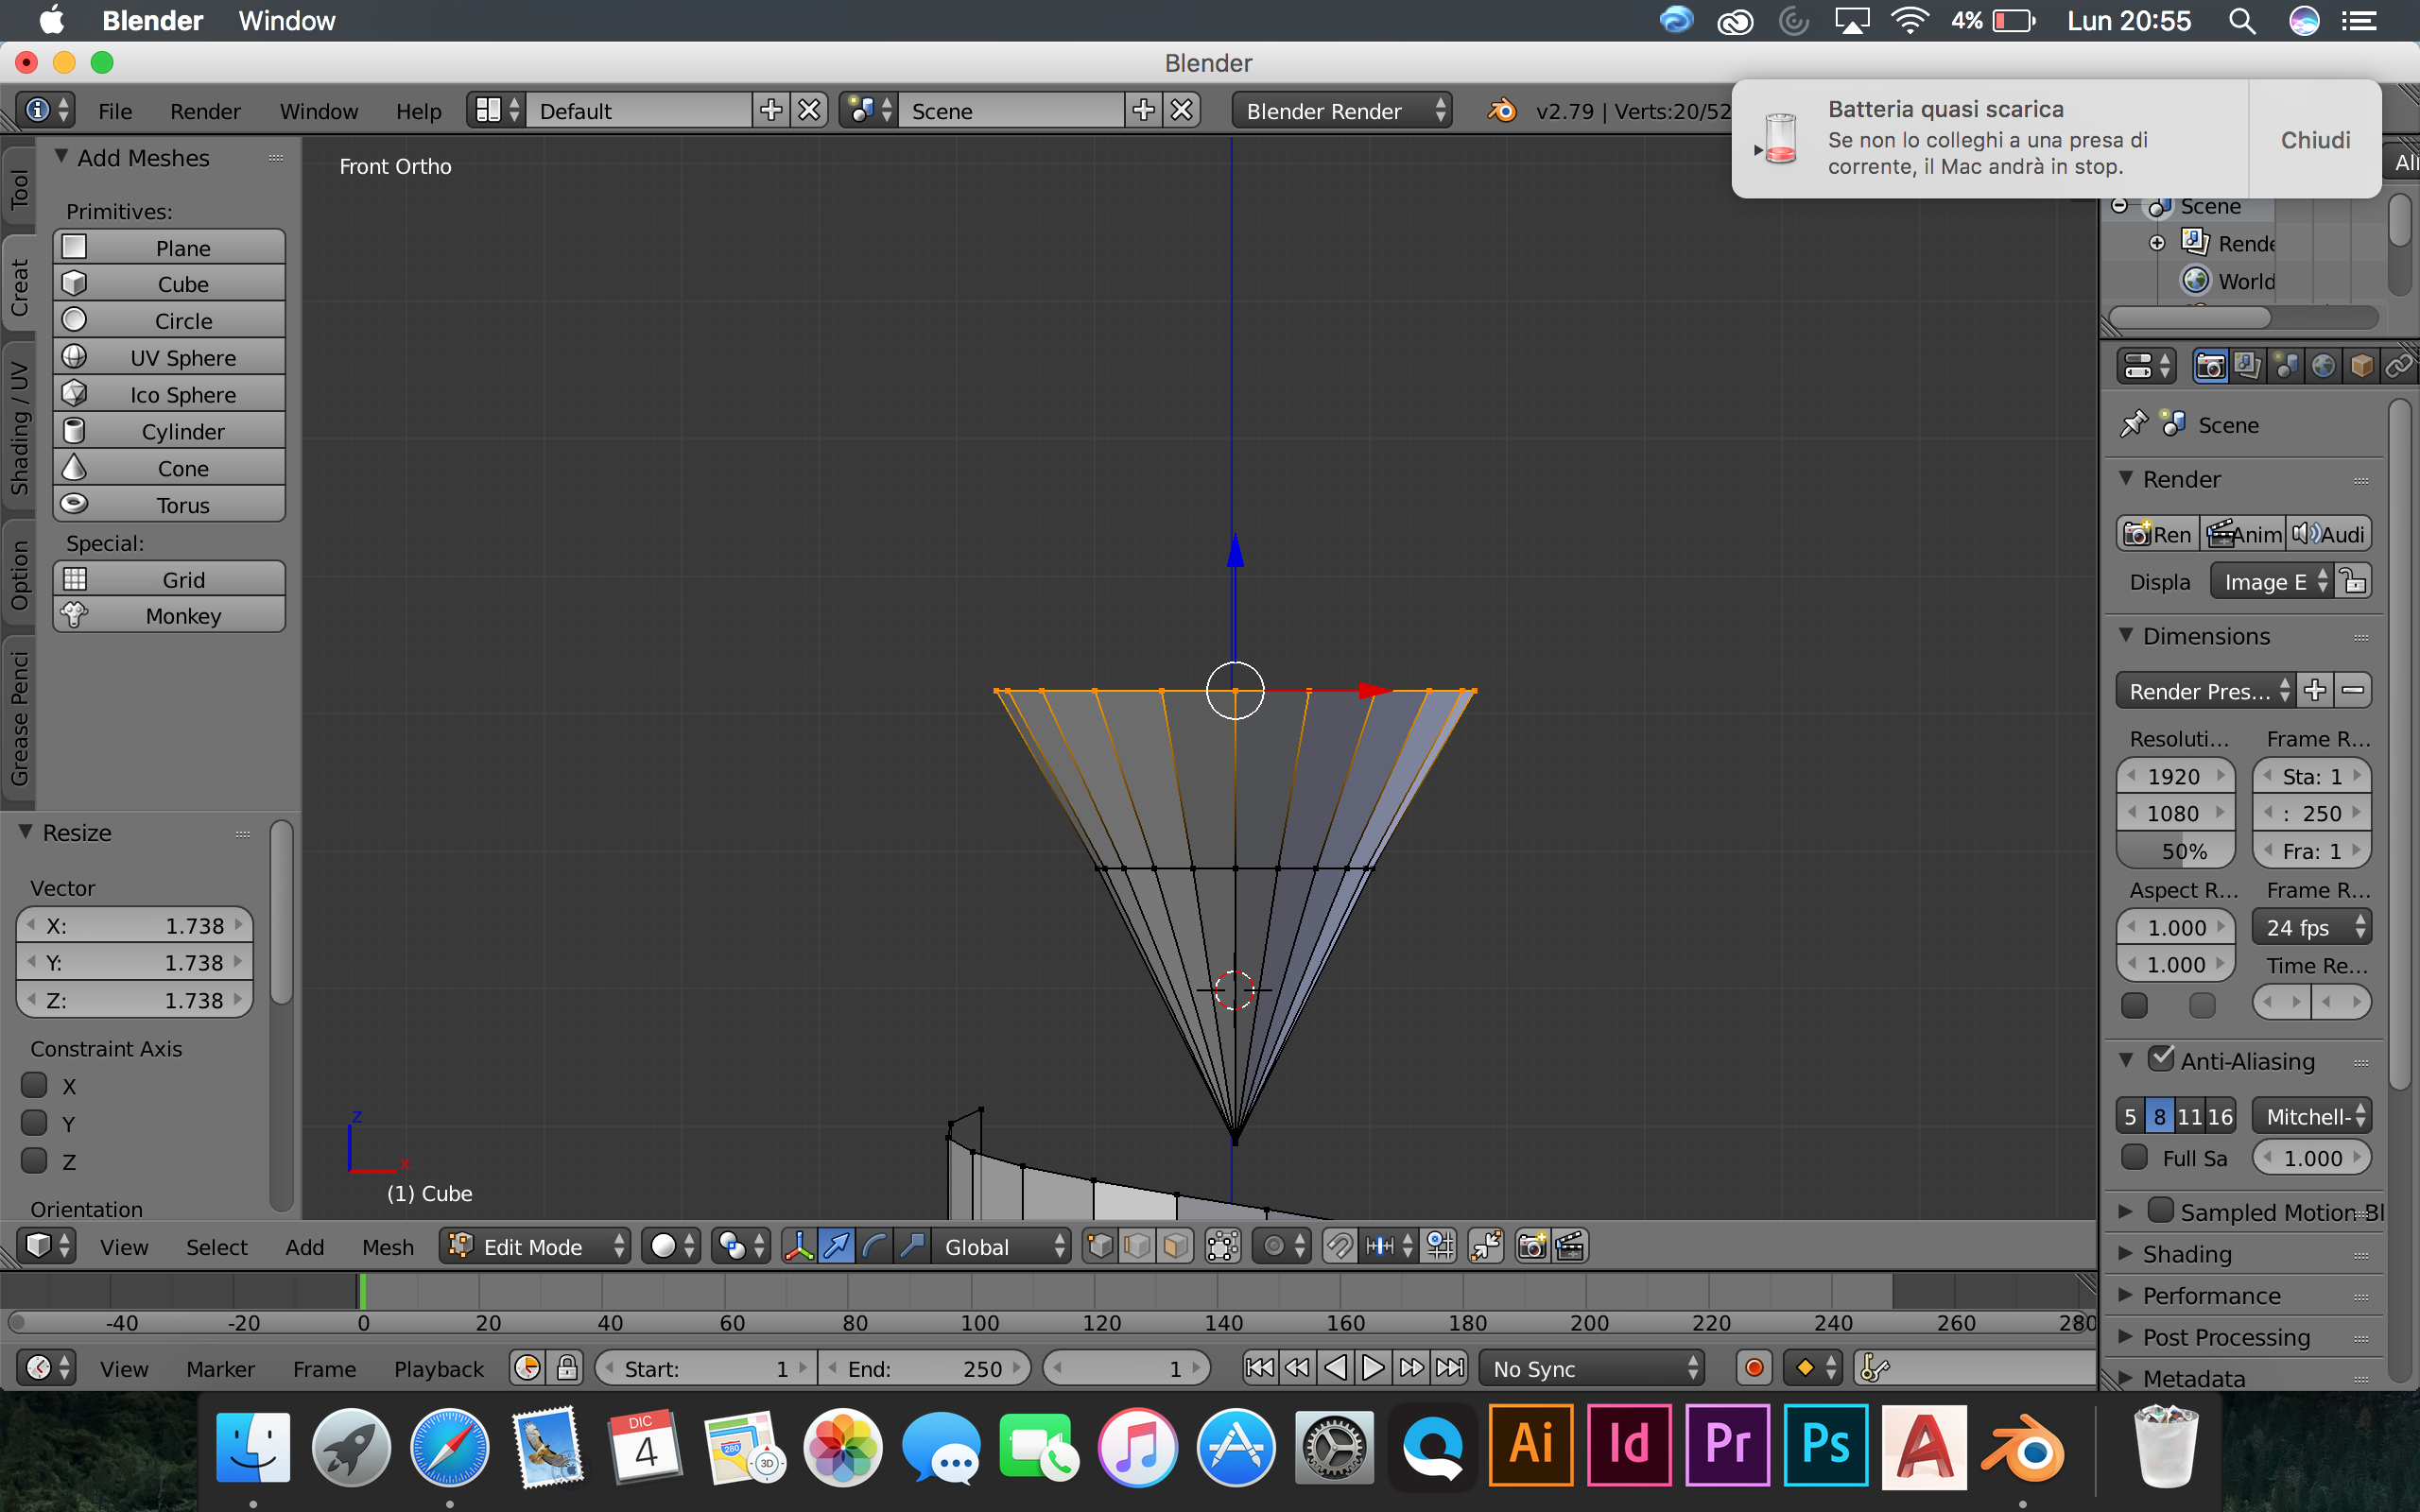 Blender Window 4% Lun 20:55
Blender
File Render Window Help Default Scene Blender Render v2.79 | Verts:20/52
Batteria quasi scarica
Se non lo colleghi a una presa di
corrente, il Mac andrà in stop.
Chiudi
All
Tool
Creat
Shading / UV
Option
Grease Penci
Add Meshes
Primitives:
Plane
Cube
Circle
UV Sphere
Ico Sphere
Cylinder
Cone
Torus
Special:
Grid
Monkey
Resize
Vector
X: 1.738
Y: 1.738
Z: 1.738
Constraint Axis
X
Y
Z
Orientation
Front Ortho
z
x
(1) Cube
Scene
Rende
World
Scene
Render
Ren Anim Audi
Displa Image E
Dimensions
Render Pres...
Resoluti... Frame R...
1920 Sta: 1
1080 : 250
50% Fra: 1
Aspect R... Frame R...
1.000 24 fps
1.000 Time Re...
Anti-Aliasing
5 8 11 16 Mitchell-
Full Sa 1.000
Sampled Motion Bl
Shading
Performance
Post Processing
Metadata
View Select Add Mesh Edit Mode Global
-40 -20 0 20 40 60 80 100 120 140 160 180 200 220 240 260 280
View Marker Frame Playback Start: 1 End: 250 1 No Sync
DIC
4
280
3D
Ai Id Pr Ps